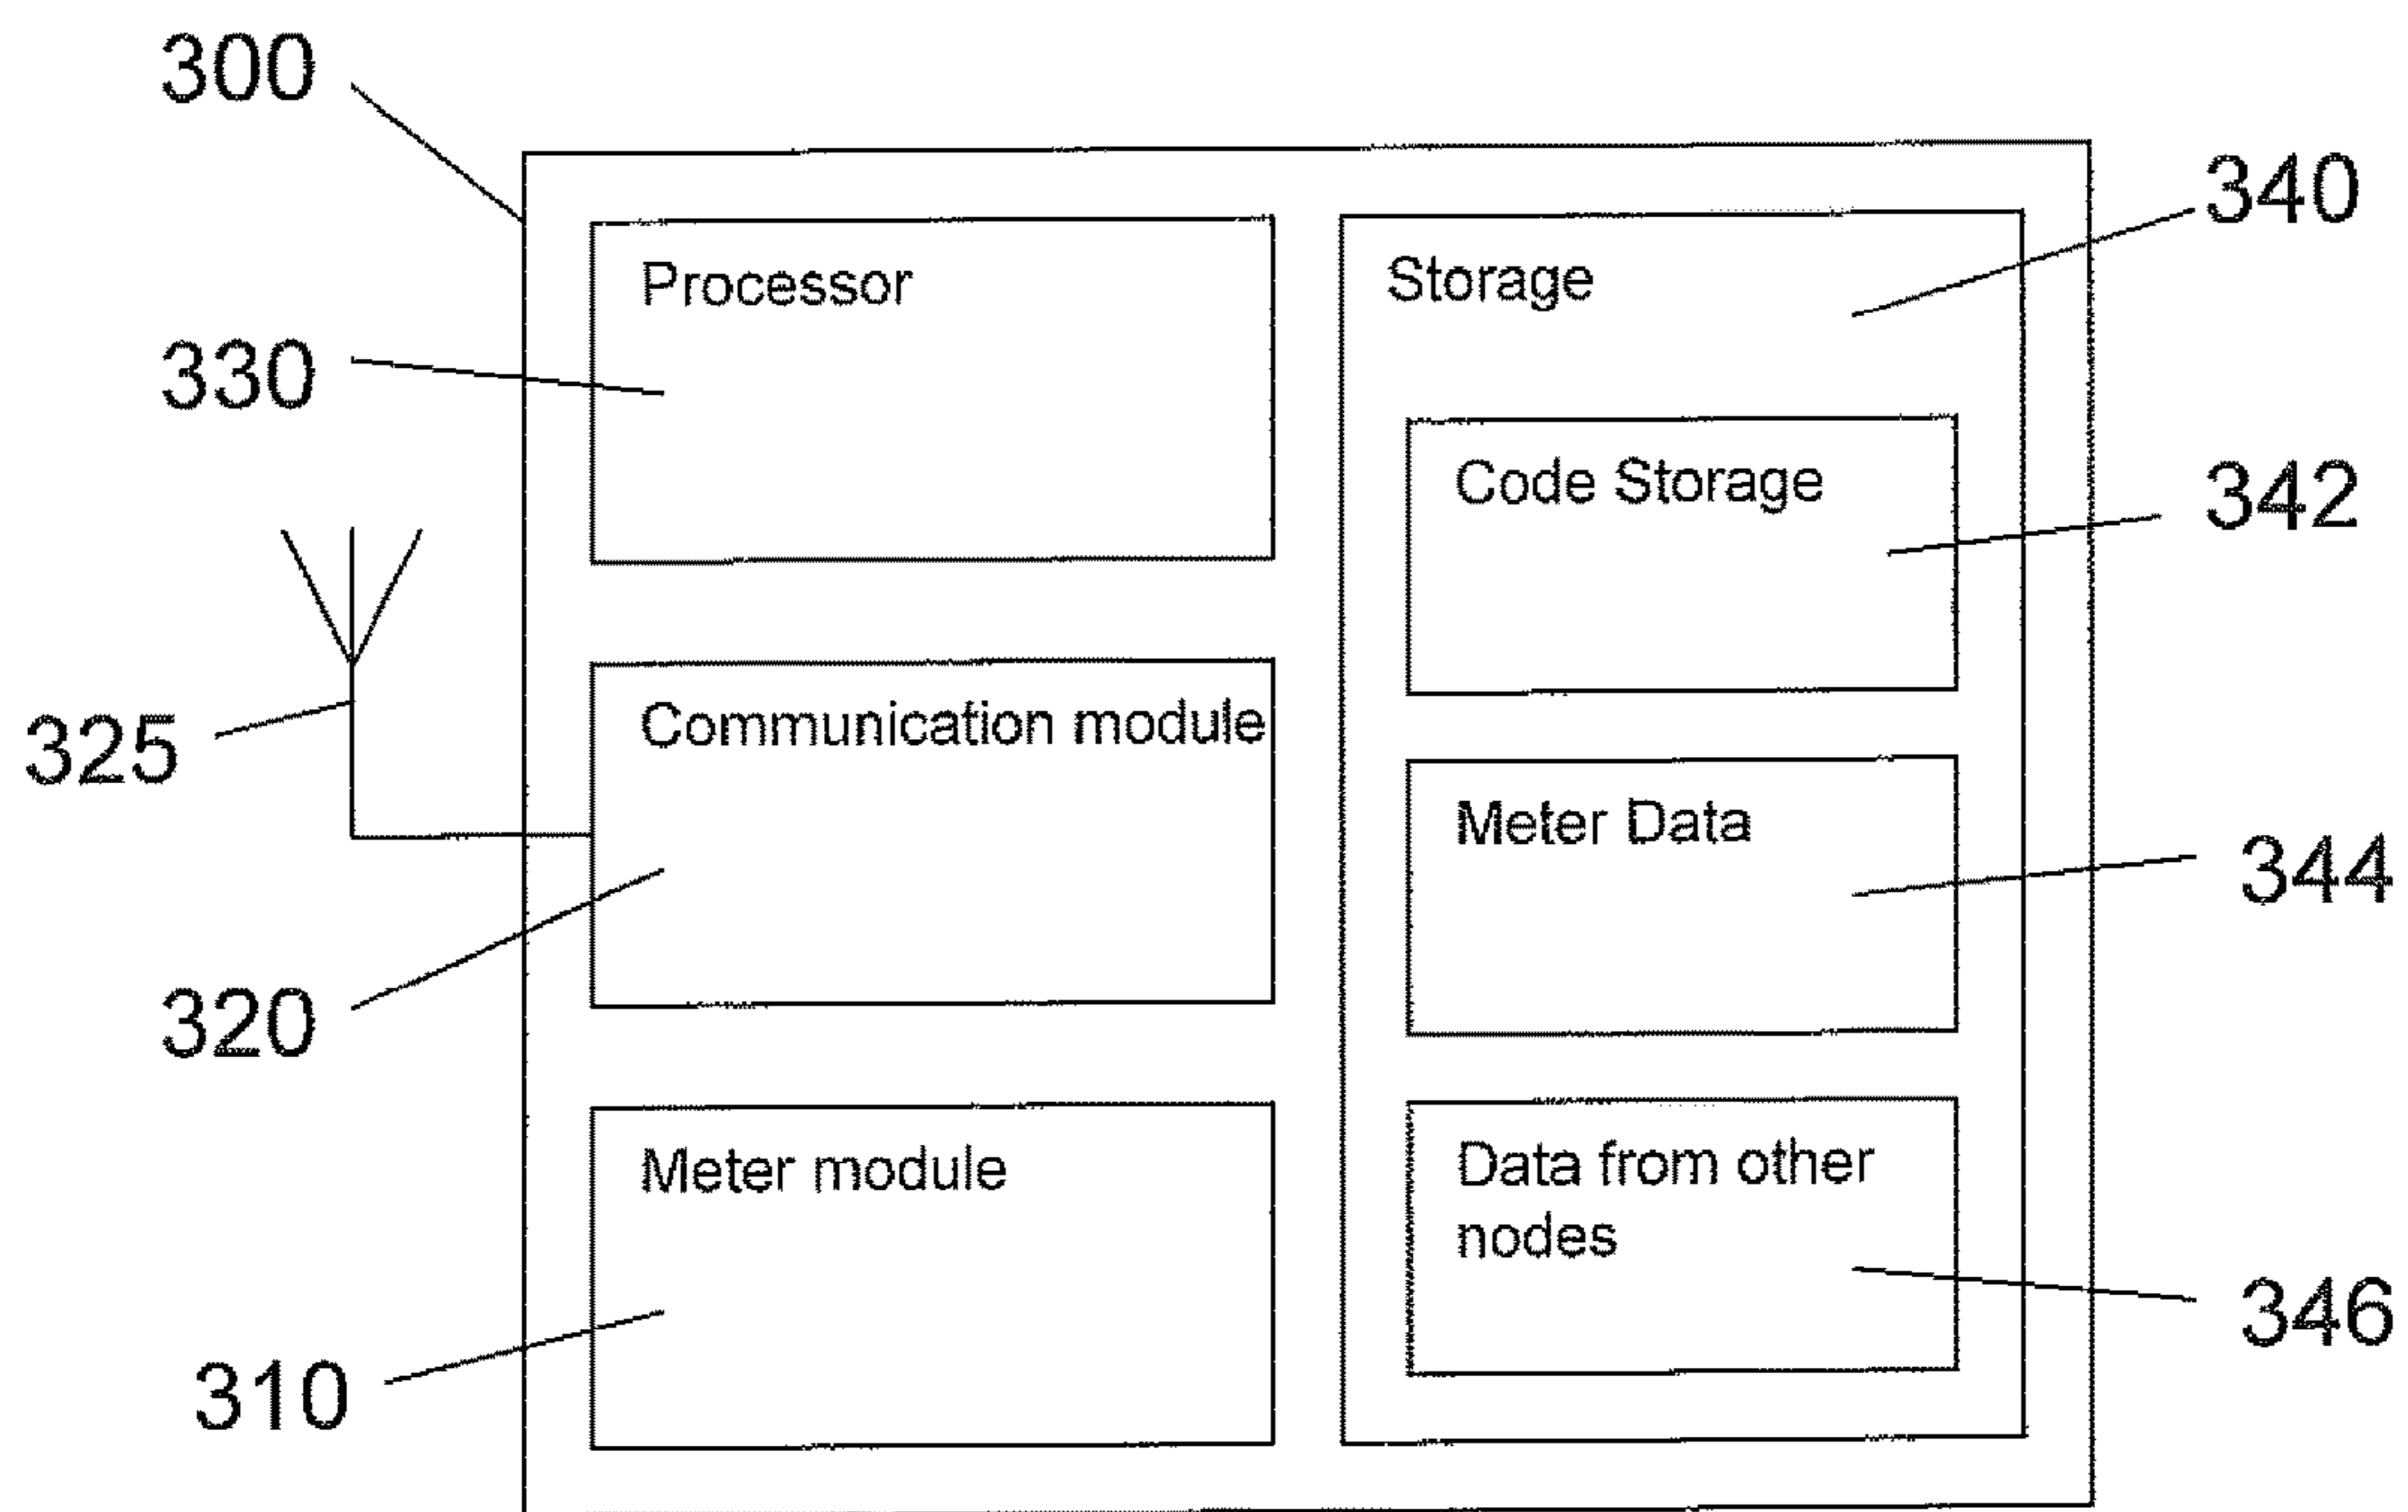 300
340
Processor
Storage
330
Code Storage
342
325
Communication module
Meter Data
344
320
Meter module
Data from other
nodes
346
310